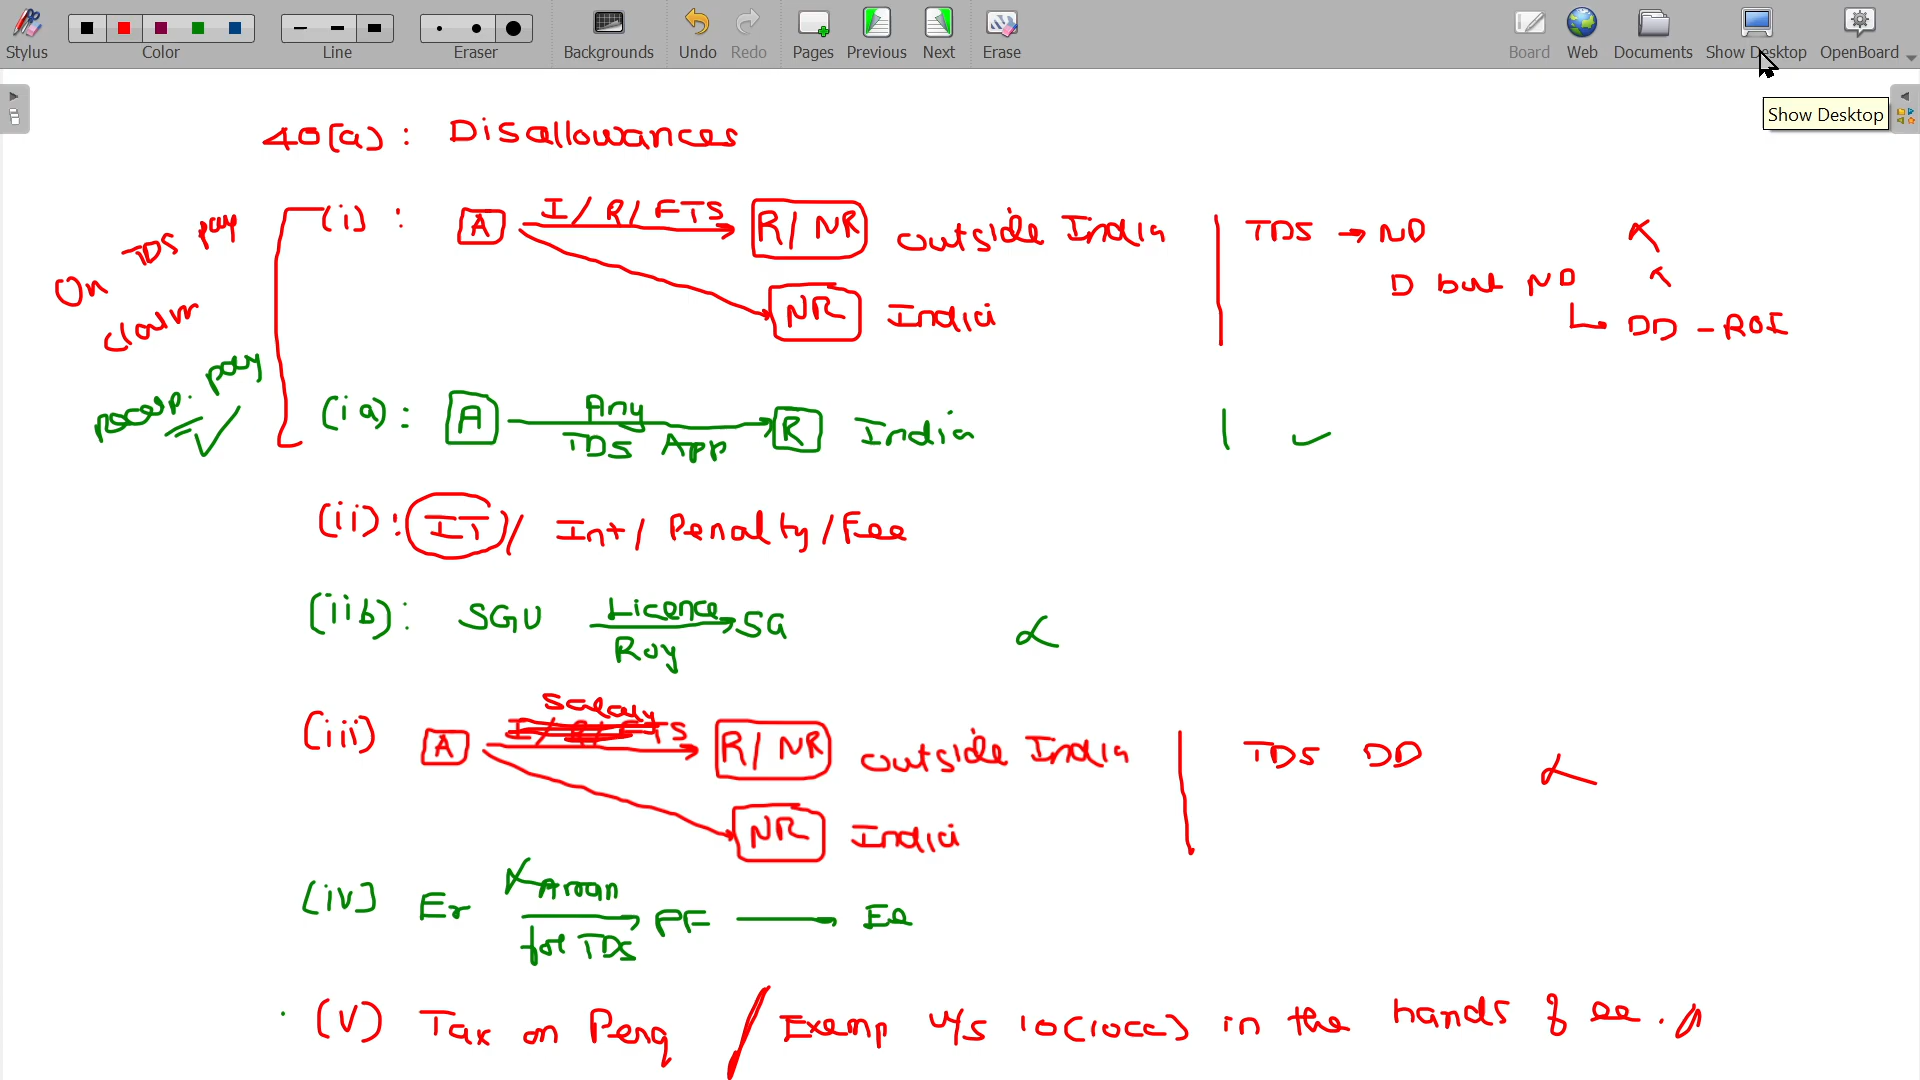 Stylus Color Line Eraser Backgrounds Undo Redo Pages Previous Next Erase Board Web Documents Show Desktop OpenBoard
Show Desktop
40(a) : Disallowances
On TDS pay
claim
(i) : A I/R/FTS R/NR outside India TDS → ND
D but ND
NR India DD - ROI
pay
(ia) : A Any R India
TDS App
(ii) : IT / Int / Penalty / Fee
(iib) : SGU Licence SG
Roy
Salary
(iii) A I/R/FTS R/NR outside India TDS DD
NR India
(iv) Er Arran PF Ee
for TDS
(v) Tax on Perq / Exemp u/s 10(10cc) in the hands of ee.